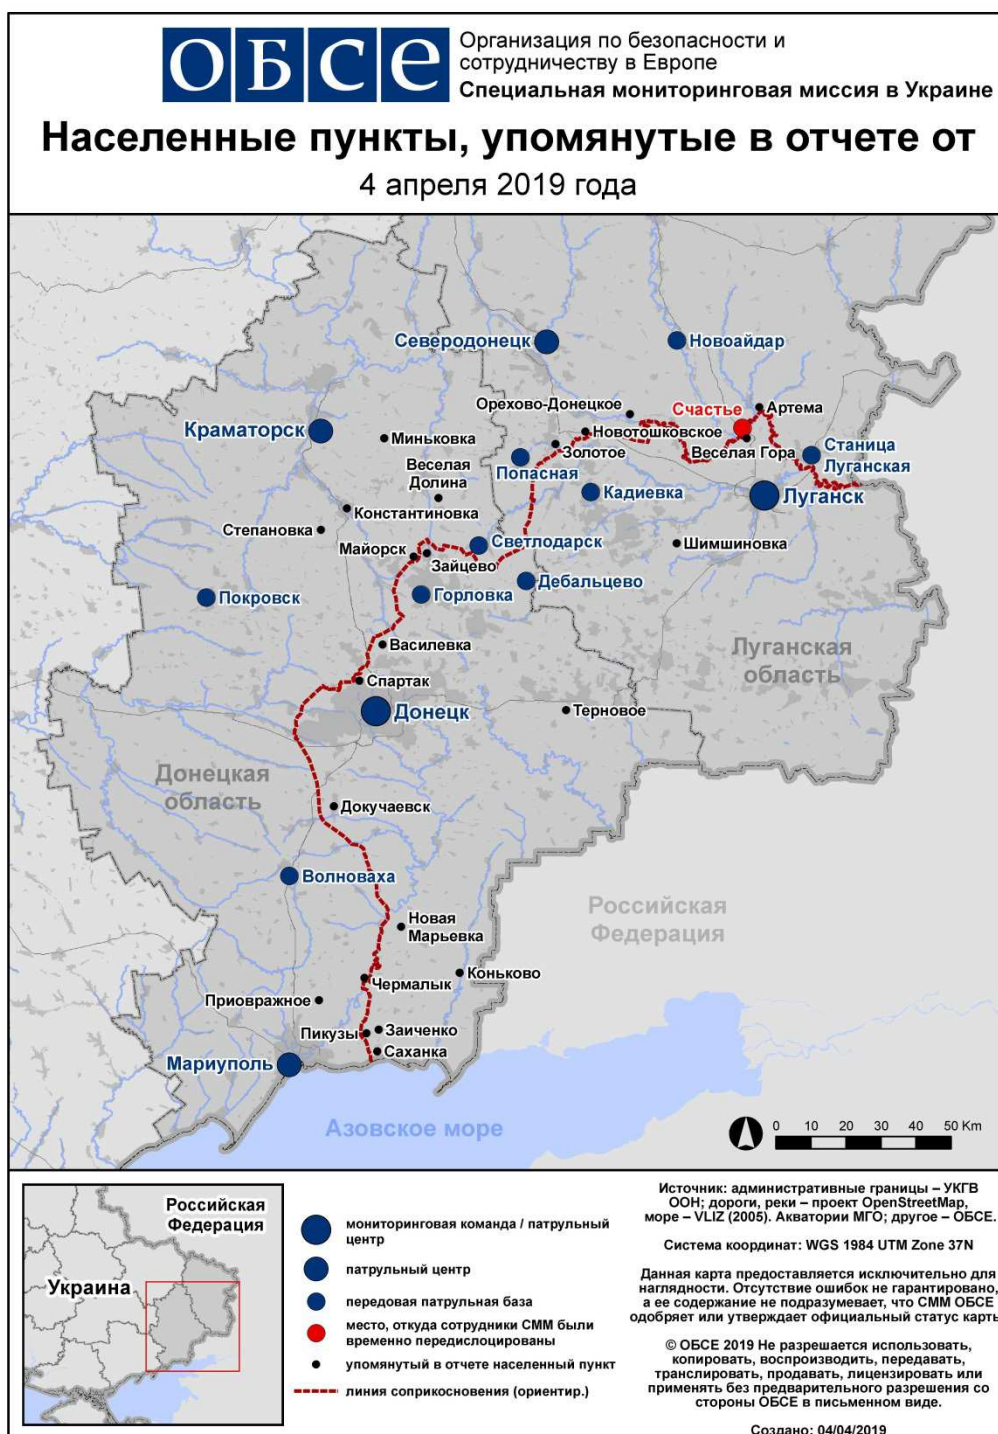 ОБСЕ
Организация по безопасности и
сотрудничеству в Европе
Специальная мониторинговая миссия в Украине
Населенные пункты, упомянутые в отчете от
4 апреля 2019 года
Северодонецк
Новоайдар
Орехово-Донецкое
Счастье
Артема
Краматорск
Миньковка
Новотошковское
Золотое
Веселая Гора
Станица
Луганская
Веселая
Долина
Попасная
Кадиевка
Луганск
Константиновка
Степановка
Майорск
Зайцево
Светлодарск
Шимшиновка
Покровск
Горловка
Дебальцево
Василевка
Луганская
область
Спартак
Донецк
Терновое
Донецкая
область
Докучаевск
Волноваха
Новая
Марьевка
Российская
Федерация
Чермалык
Коньково
Приовражное
Пикузы
Заиченко
Саханка
Мариуполь
Азовское море
0 10 20 30 40 50 Km
Российская
Федерация
Украина
мониторинговая команда / патрульный
центр
патрульный центр
передовая патрульная база
место, откуда сотрудники СММ были
временно передислоцированы
упомянутый в отчете населенный пункт
линия соприкосновения (ориентир.)
Источник: административные границы – УКГВ
ООН; дороги, реки – проект OpenStreetMap,
море – VLIZ (2005). Акватории МГО; другое – ОБСЕ.
Система координат: WGS 1984 UTM Zone 37N
Данная карта предоставляется исключительно для
наглядности. Отсутствие ошибок не гарантировано,
а ее содержание не подразумевает, что СММ ОБСЕ
одобряет или утверждает официальный статус карты
© ОБСЕ 2019 Не разрешается использовать,
копировать, воспроизводить, передавать,
транслировать, продавать, лицензировать или
применять без предварительного разрешения со
стороны ОБСЕ в письменном виде.
Создано: 04/04/2019